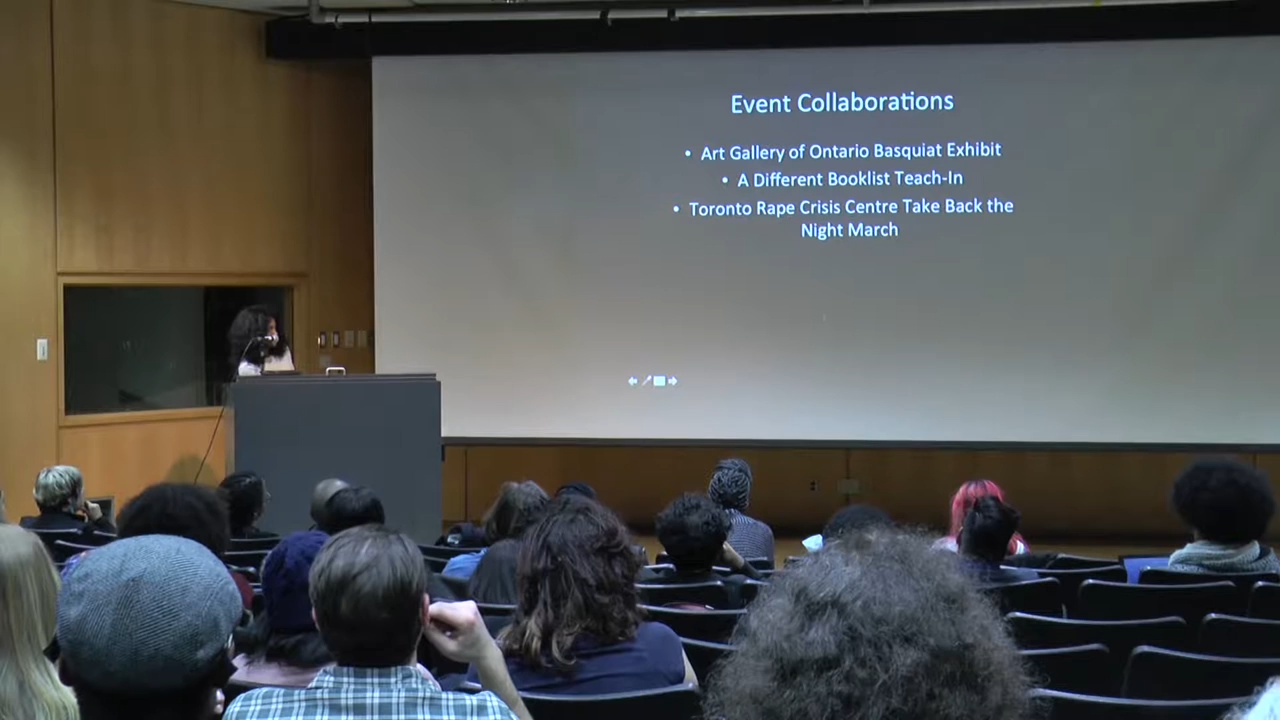 Event Collaborations
• Art Gallery of Ontario Basquiat Exhibit
• A Different Booklist Teach-In
• Toronto Rape Crisis Centre Take Back the
Night March